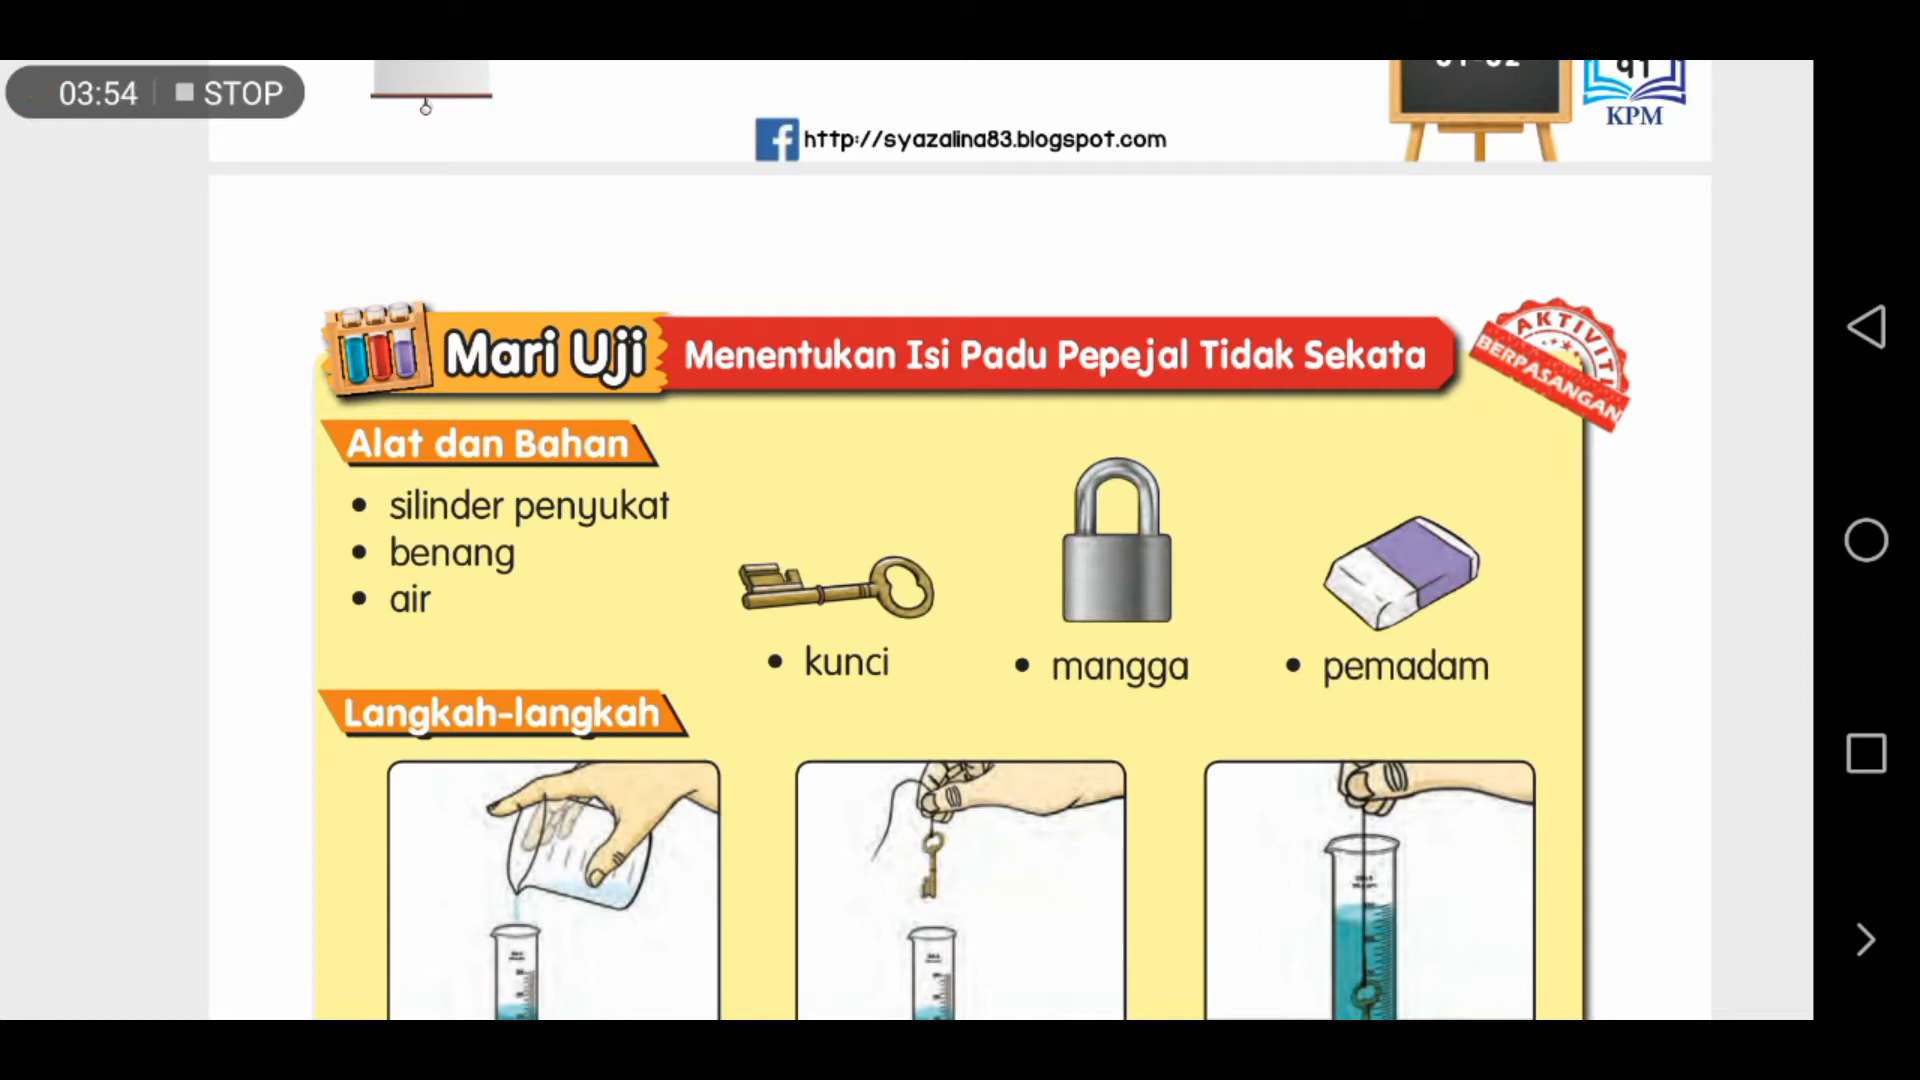 03:54 STOP
KPM
http://syazalina83.blogspot.com
Mari Uji
Menentukan Isi Padu Pepejal Tidak Sekata
AKTIVITI
BERPASANGAN
Alat dan Bahan
• silinder penyukat
• benang
• air
• kunci
• mangga
• pemadam
Langkah-langkah